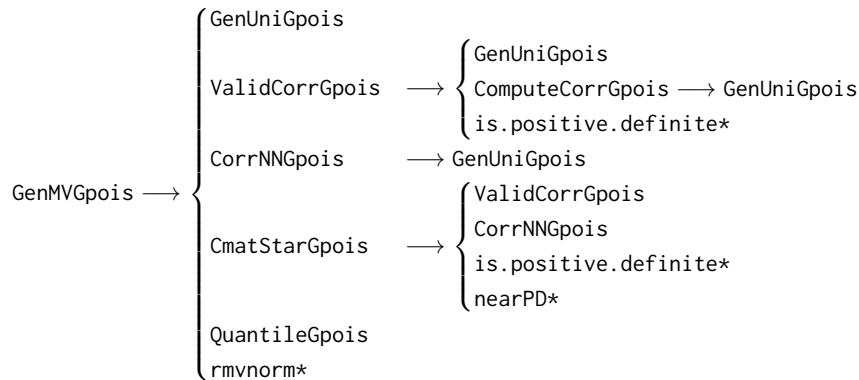 GenUniGpois
GenUniGpois
ValidCorrGpois ⟶ ComputeCorrGpois ⟶ GenUniGpois
is.positive.definite*
CorrNNGpois ⟶ GenUniGpois
GenMVGpois ⟶
ValidCorrGpois
CorrNNGpois
CmatStarGpois ⟶
is.positive.definite*
nearPD*
QuantileGpois
rmvnorm*